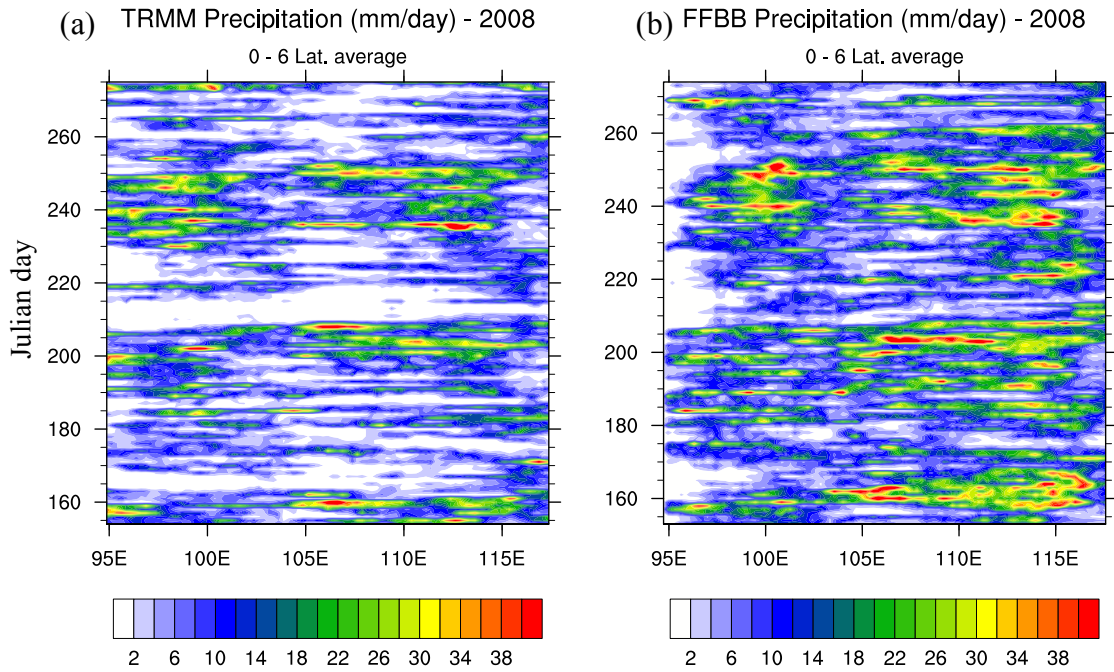 (a) TRMM Precipitation (mm/day) - 2008
0 - 6 Lat. average
Julian day
260
240
220
200
180
160
95E 100E 105E 110E 115E
2 6 10 14 18 22 26 30 34 38
(b) FFBB Precipitation (mm/day) - 2008
0 - 6 Lat. average
260
240
220
200
180
160
95E 100E 105E 110E 115E
2 6 10 14 18 22 26 30 34 38